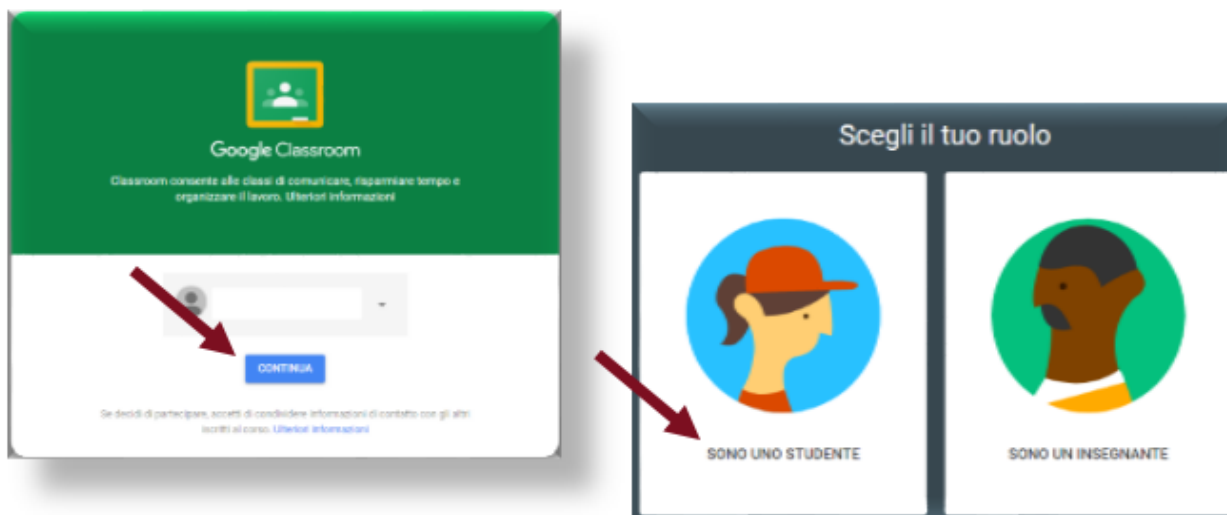 Google Classroom
Classroom consente alle classi di comunicare, risparmiare tempo e
organizzare il lavoro. Ulteriori informazioni
CONTINUA
Se decidi di partecipare, accetti di condividere informazioni di contatto con gli altri
iscritti al corso. Ulteriori informazioni
Scegli il tuo ruolo
SONO UNO STUDENTE
SONO UN INSEGNANTE